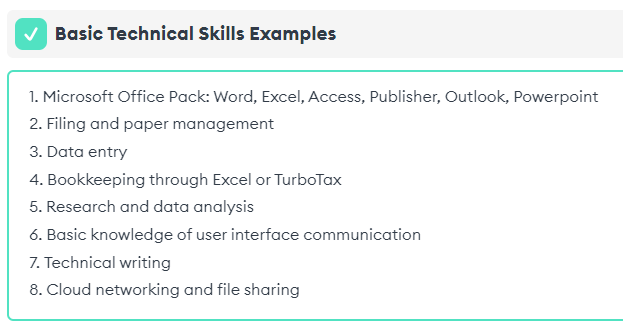 Basic Technical Skills Examples
1. Microsoft Office Pack: Word, Excel, Access, Publisher, Outlook, Powerpoint
2. Filing and paper management
3. Data entry
4. Bookkeeping through Excel or TurboTax
5. Research and data analysis
6. Basic knowledge of user interface communication
7. Technical writing
8. Cloud networking and file sharing